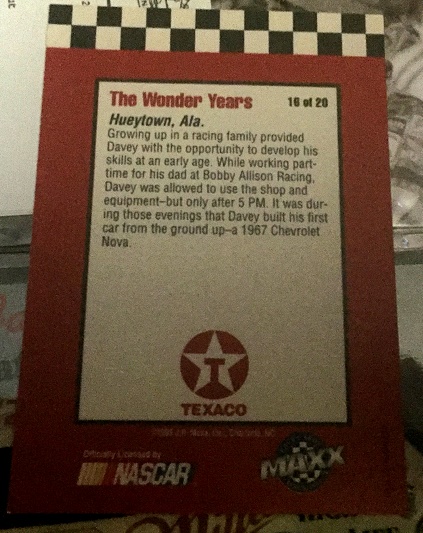 The Wonder Years 16 of 20
Hueytown, Ala.
Growing up in a racing family provided
Davey with the opportunity to develop his
skills at an early age. While working part-
time for his dad at Bobby Allison Racing,
Davey was allowed to use the shop and
equipment–but only after 5 PM. It was dur-
ing those evenings that Davey built his first
car from the ground up–a 1967 Chevrolet
Nova.
T
TEXACO
Officially Licensed by
NASCAR
MAXX